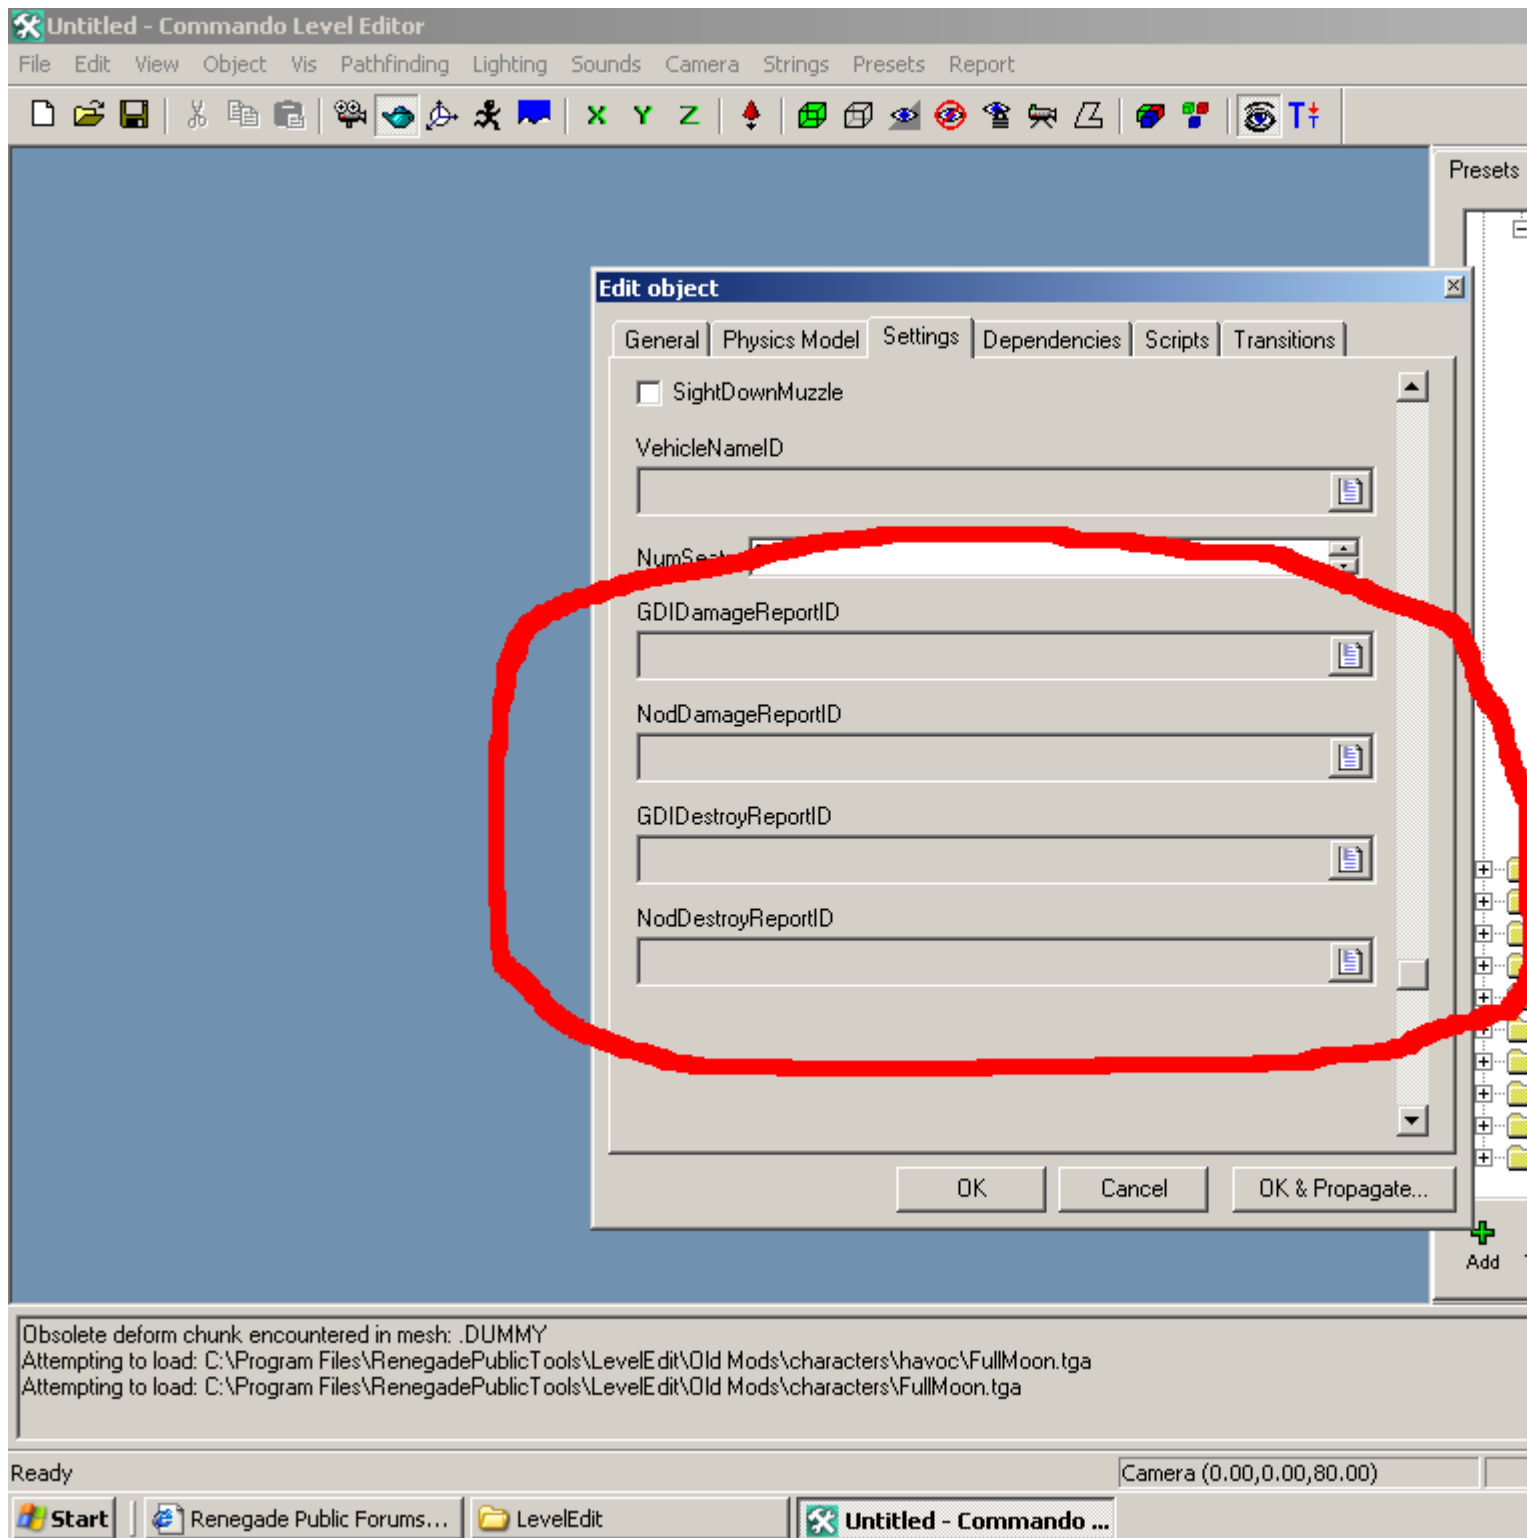 Untitled - Commando Level Editor
File Edit View Object Vis Pathfinding Lighting Sounds Camera Strings Presets Report
X Y Z T
Presets
Edit object
General Physics Model Settings Dependencies Scripts Transitions
SightDownMuzzle
VehicleNameID
GDIDamageReportID
NodDamageReportID
GDIDestroyReportID
NodDestroyReportID
OK Cancel OK & Propagate...
Add
Obsolete deform chunk encountered in mesh: .DUMMY
Attempting to load: C:\Program Files\RenegadePublicTools\LevelEdit\Old Mods\characters\havoc\FullMoon.tga
Attempting to load: C:\Program Files\RenegadePublicTools\LevelEdit\Old Mods\characters\FullMoon.tga
Ready Camera (0.00,0.00,80.00)
Start Renegade Public Forums... LevelEdit Untitled - Commando ...